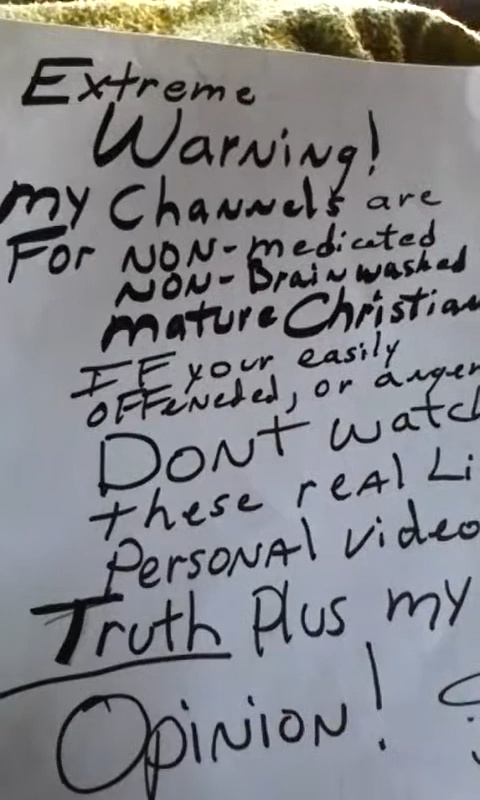 Extreme
Warning!
my Channels are
For NON-medicated
NON-Brainwashed
mature Christian
IF your easily
OFFeneded, or anger
DONt watch
these real Li
Personal video
Truth Plus my
OPINION!